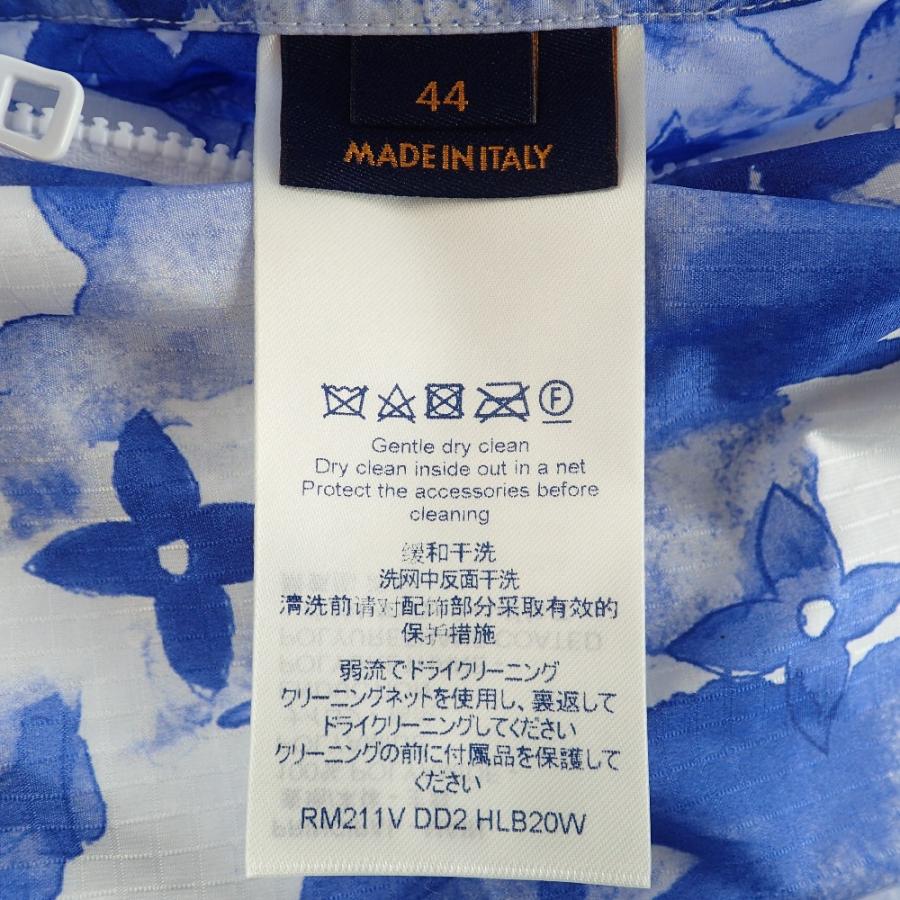 44
MADE IN ITALY
F
Gentle dry clean
Dry clean inside out in a net
Protect the accessories before
cleaning
缓和干洗
洗网中反面干洗
清洗前请对配饰部分采取有效的
保护措施
弱流でドライクリーニング
クリーニングネットを使用し、裏返して
ドライクリーニングしてください
クリーニングの前に付属品を保護して
ください
RM211V DD2 HLB20W